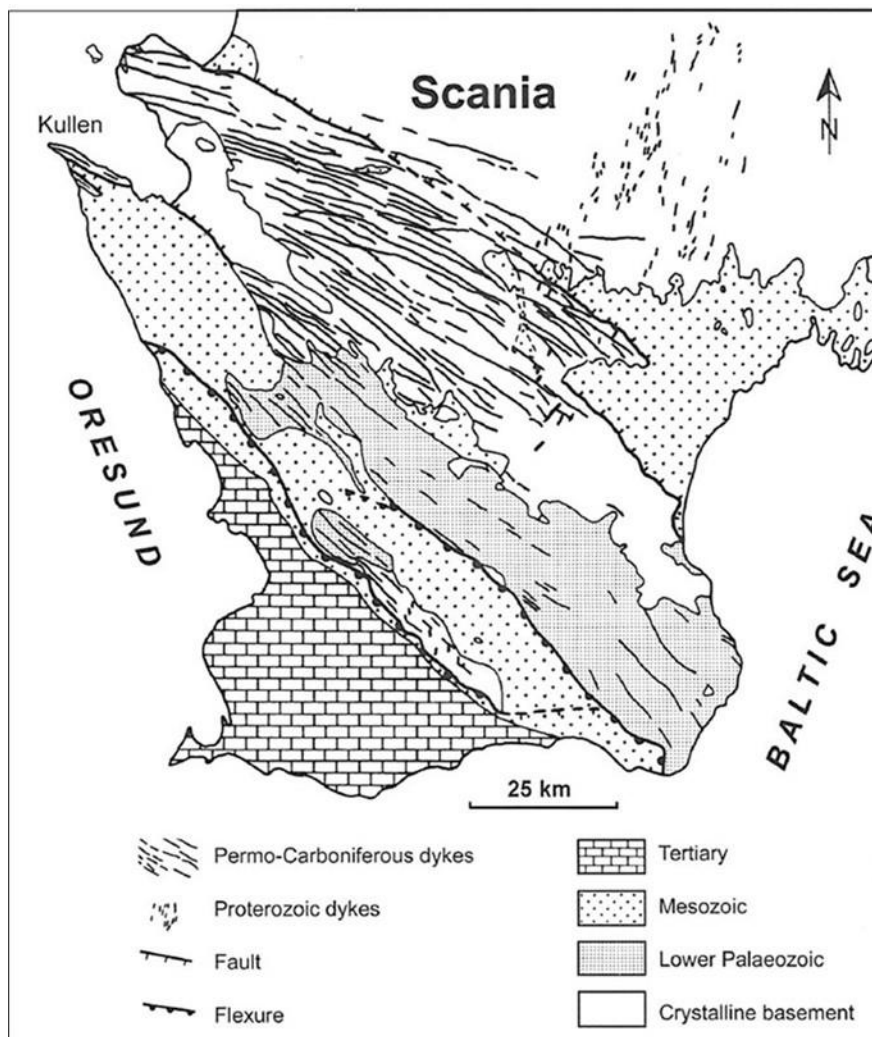 Scania
N
Kullen
ORESUND
BALTIC SEA
25 km
Permo-Carboniferous dykes
Proterozoic dykes
Fault
Flexure
Tertiary
Mesozoic
Lower Palaeozoic
Crystalline basement